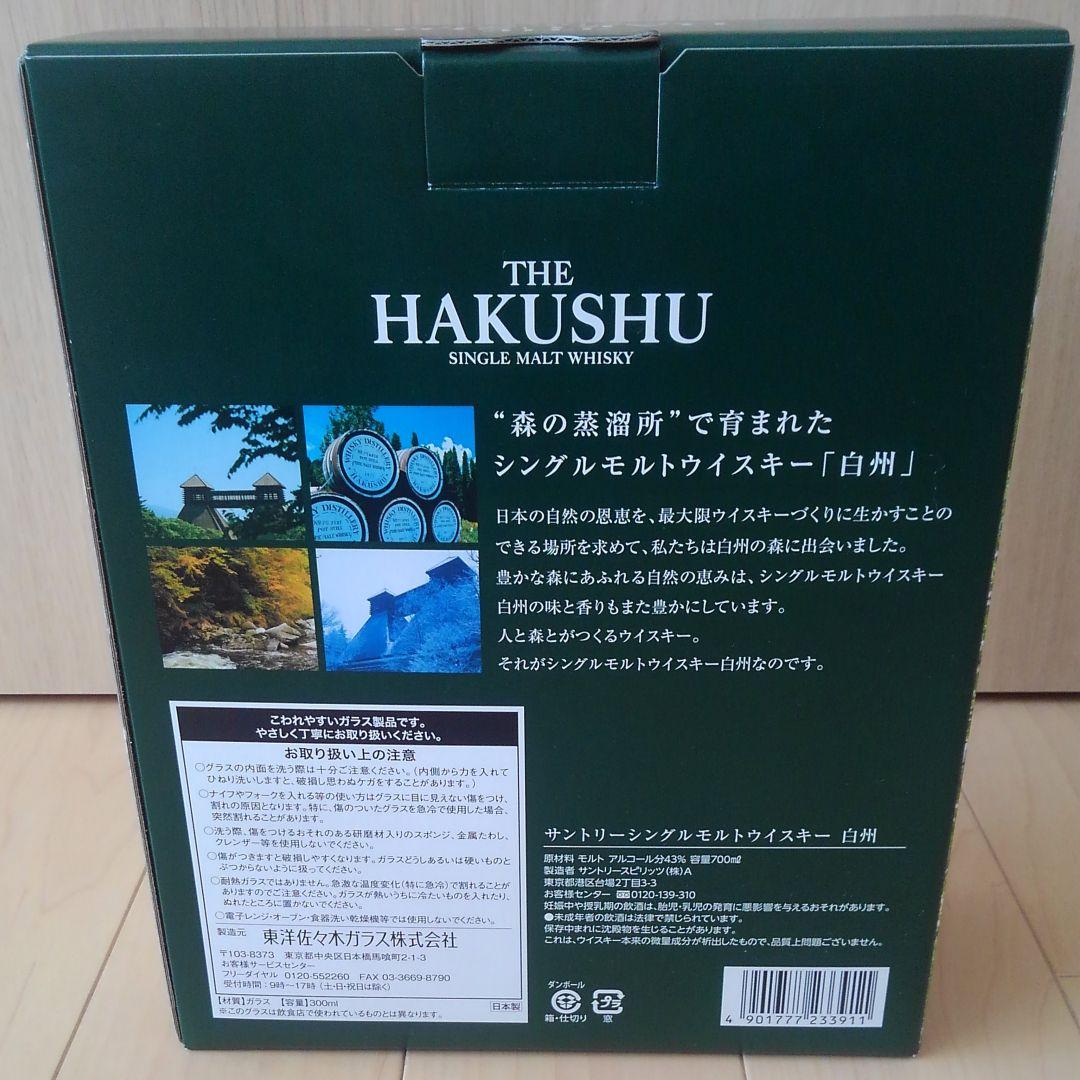 THE
HAKUSHU
SINGLE MALT WHISKY
“森の蒸溜所”で育まれた
シングルモルトウイスキー「白州」
日本の自然の恩恵を、最大限ウイスキーづくりに生かすことの
できる場所を求めて、私たちは白州の森に出会いました。
豊かな森にあふれる自然の恵みは、シングルモルトウイスキー
白州の味と香りもまた豊かにしています。
人と森とがつくるウイスキー。
それがシングルモルトウイスキー白州なのです。
WHISKY DISTILLERY
HAKUSHU
こわれやすいガラス製品です。
やさしく丁寧にお取り扱いください。
お取り扱い上の注意
○グラスの内面を洗う際は十分ご注意ください。(内側から力を入れて
ひねり洗いしますと、破損し思わぬケガをすることがあります。)
○ナイフやフォークを入れる等の使い方はグラスに目に見えない傷をつけ、
割れの原因となります。特に、傷のついたグラスを急冷で使用した場合、
突然割れることがあります。
○洗う際、傷をつけるおそれのある研磨材入りのスポンジ、金属たわし、
クレンザー等を使用しないでください。
○傷がつきますと破損しやすくなります。ガラスどうしあるいは硬いものと
ぶつからないように扱ってください。
○耐熱ガラスではありません。急激な温度変化(特に急冷)で割れることが
ありますのでご注意ください。ガラスが熱いうちに冷たいものを入れたり、
ぬれたところに置かないでください。
○電子レンジ・オーブン・食器洗い乾燥機等では使用しないでください。
製造元 東洋佐々木ガラス株式会社
〒103-8373 東京都中央区日本橋馬喰町2-1-3
お客様サービスセンター
フリーダイヤル 0120-552260 FAX 03-3669-8790
受付時間：9時〜17時(土・日・祝日は除く)
【材質】ガラス 【容量】300ml
日本製
※このグラスは飲食店で使われているものとは異なります。
サントリーシングルモルトウイスキー 白州
原材料 モルト アルコール分43% 容量700㎖
製造者 サントリースピリッツ(株)A
東京都港区台場2丁目3-3
お客様センター 0120-139-310
妊娠中や授乳期の飲酒は、胎児・乳児の発育に悪影響を与えるおそれがあります。
●未成年者の飲酒は法律で禁じられています。
保存中まれに沈殿物を生じることがあります。
これは、ウイスキー本来の微量成分が析出したもので、品質上問題ございません。
ダンボール
箱・仕切り
プラ
窓
4 901777 233911